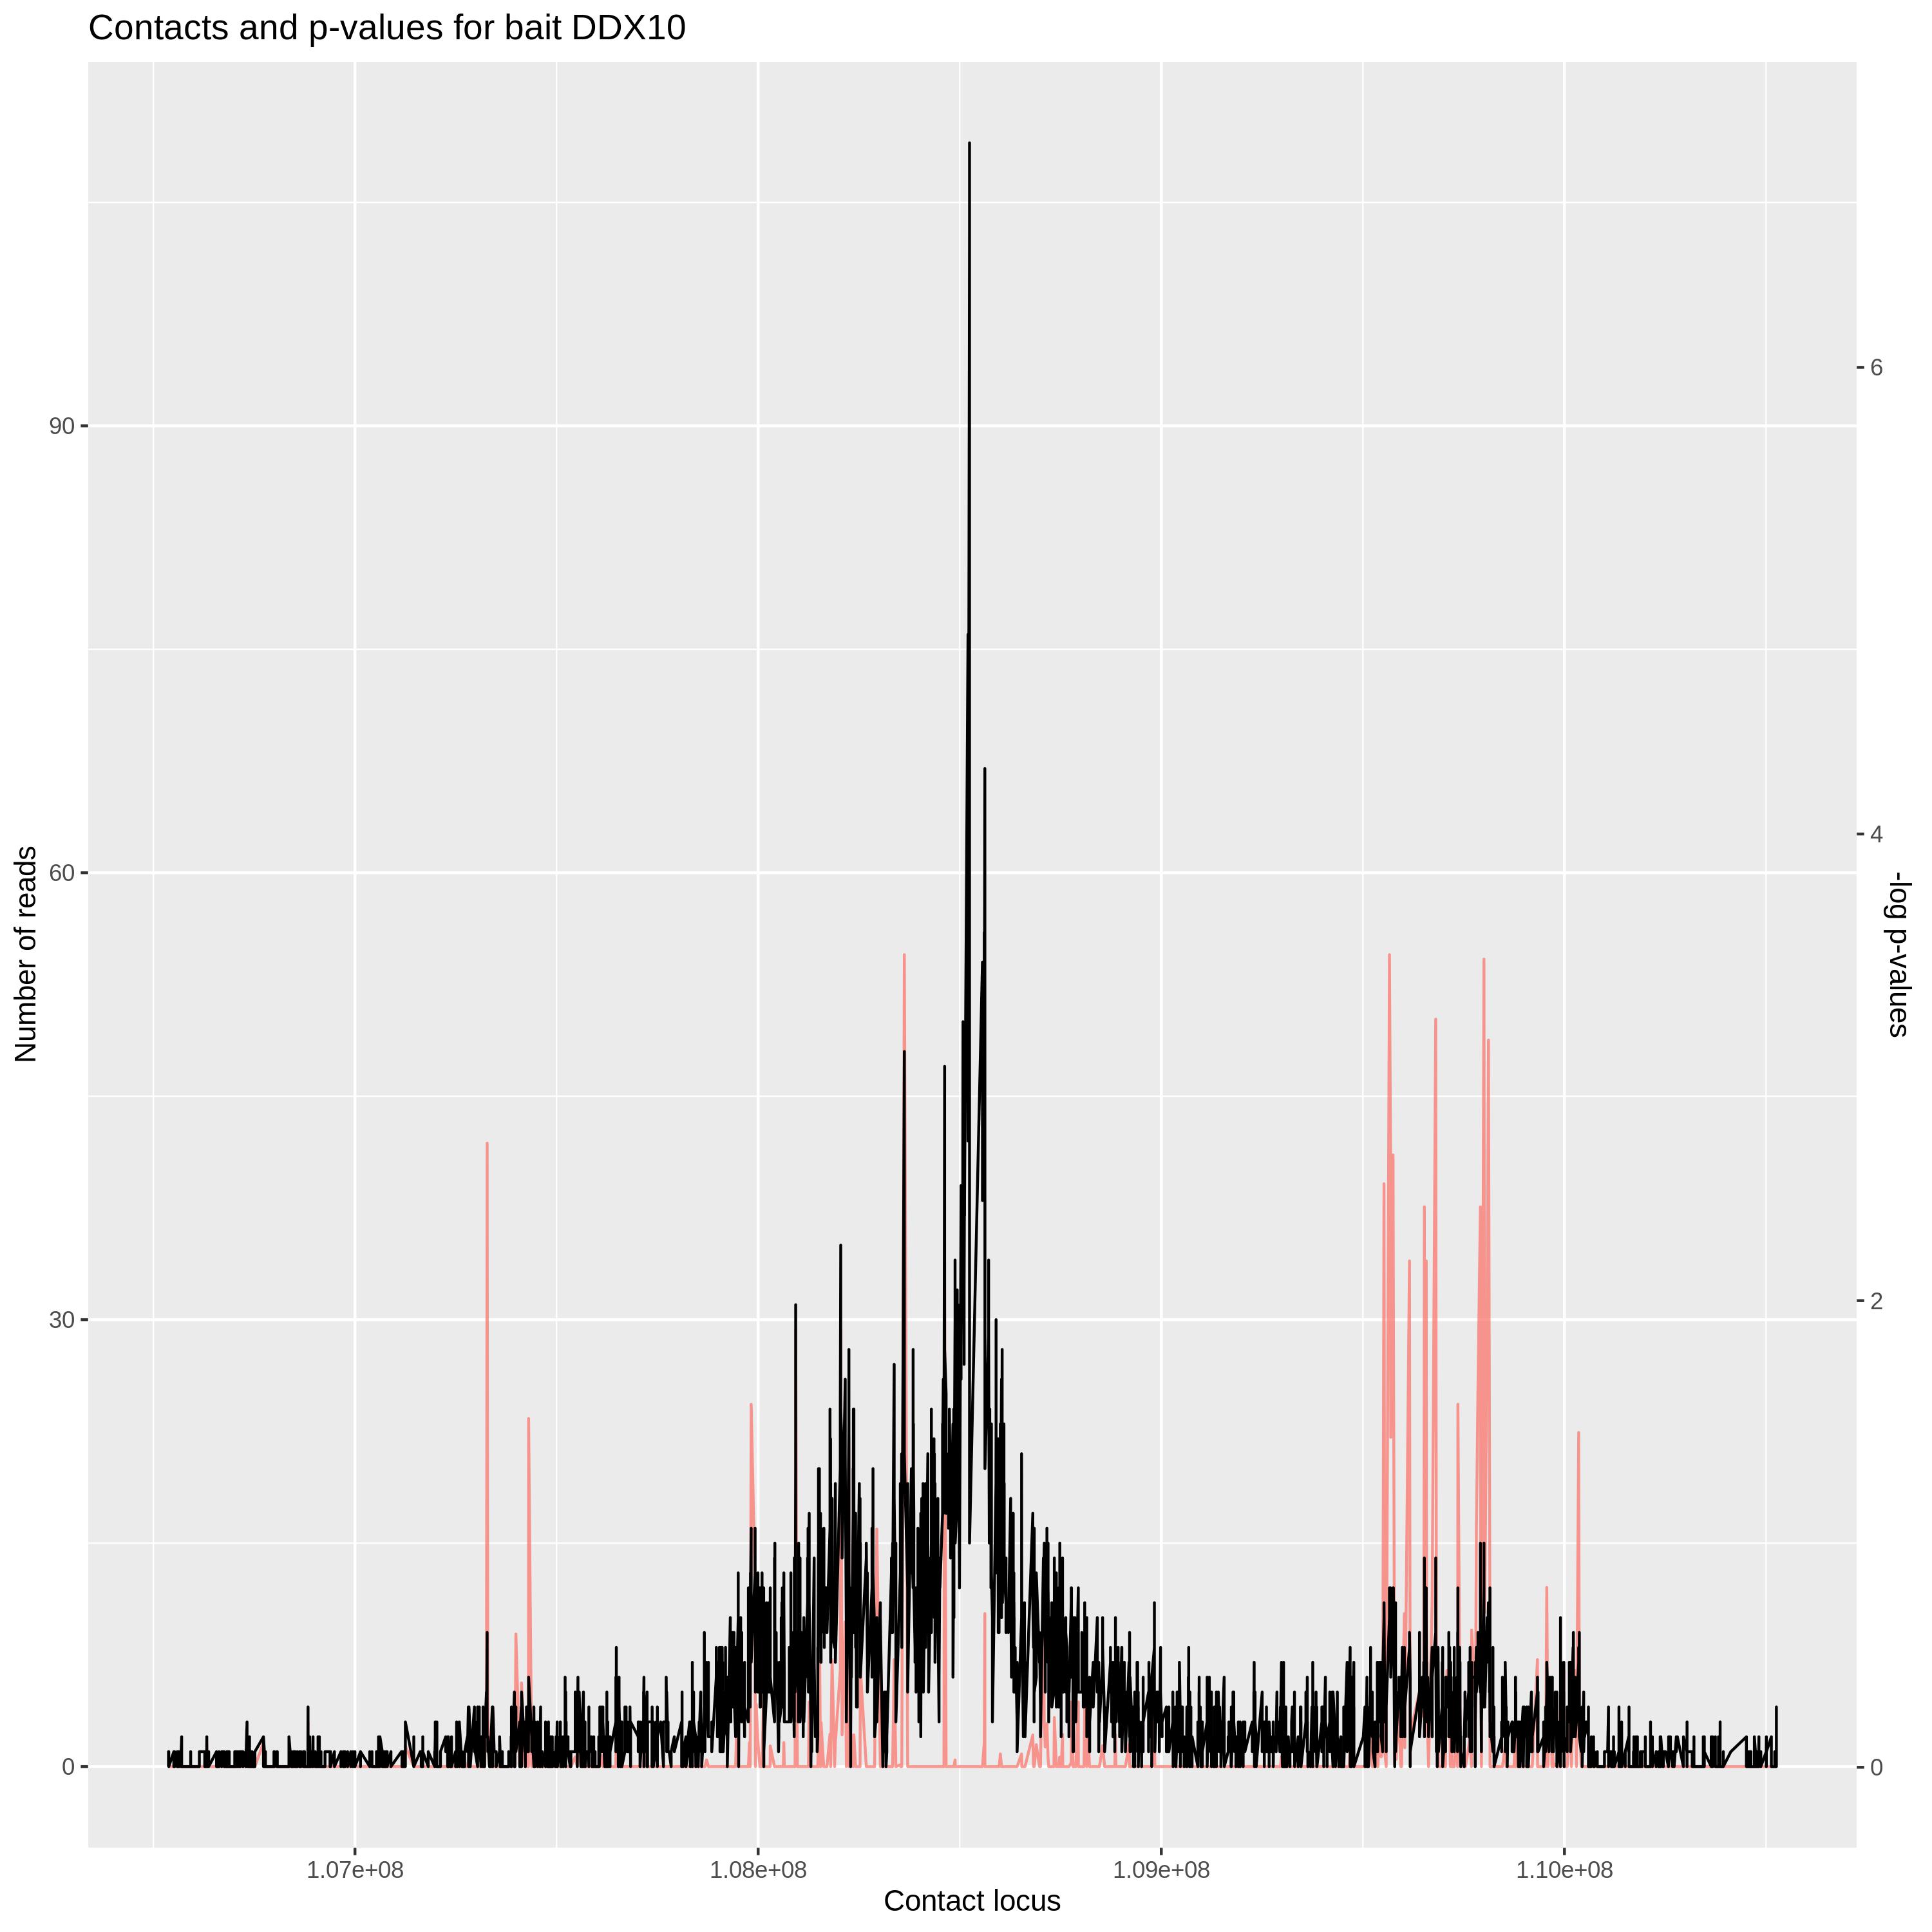 Contacts and p-values for bait DDX10
Number of reads
90
60
30
0
6
4
2
0
-log p-values
1.07e+08
1.08e+08
1.09e+08
1.10e+08
Contact locus